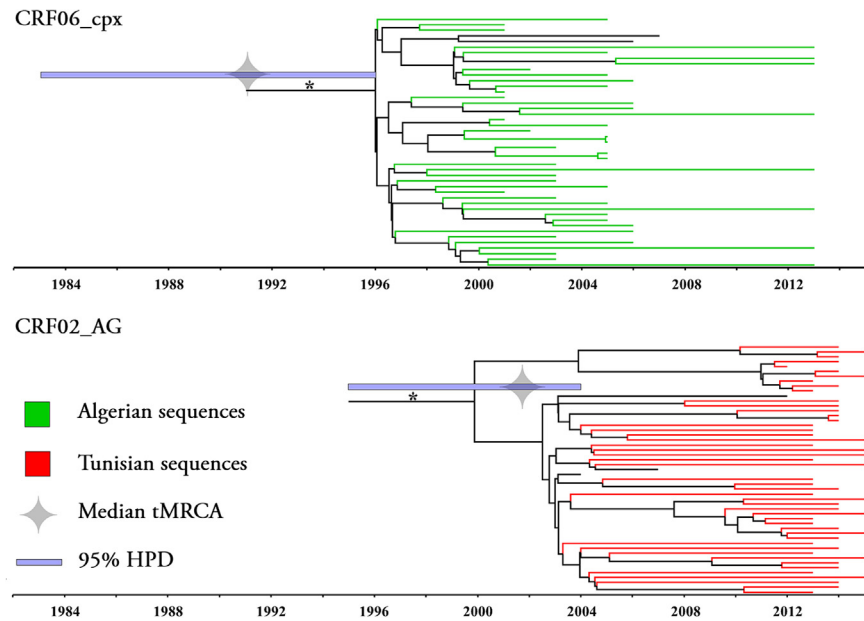 CRF06_cpx
*
1984 1988 1992 1996 2000 2004 2008 2012
CRF02_AG
*
Algerian sequences
Tunisian sequences
Median tMRCA
95% HPD
1984 1988 1992 1996 2000 2004 2008 2012